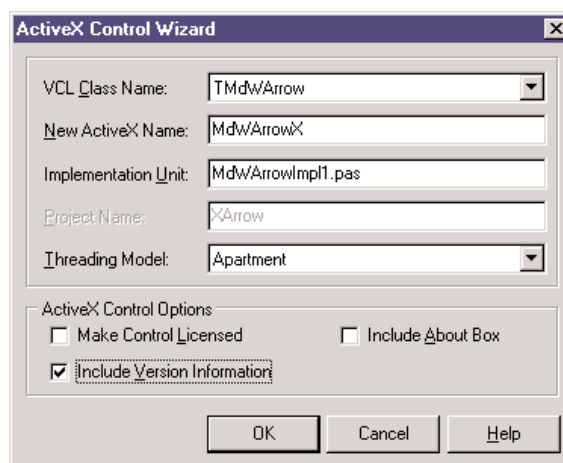 ActiveX Control Wizard
VCL Class Name: TMdWArrow
New ActiveX Name: MdWArrowX
Implementation Unit: MdWArrowImpl1.pas
Project Name: XArrow
Threading Model: Apartment
ActiveX Control Options
Make Control Licensed Include About Box
Include Version Information
OK Cancel Help